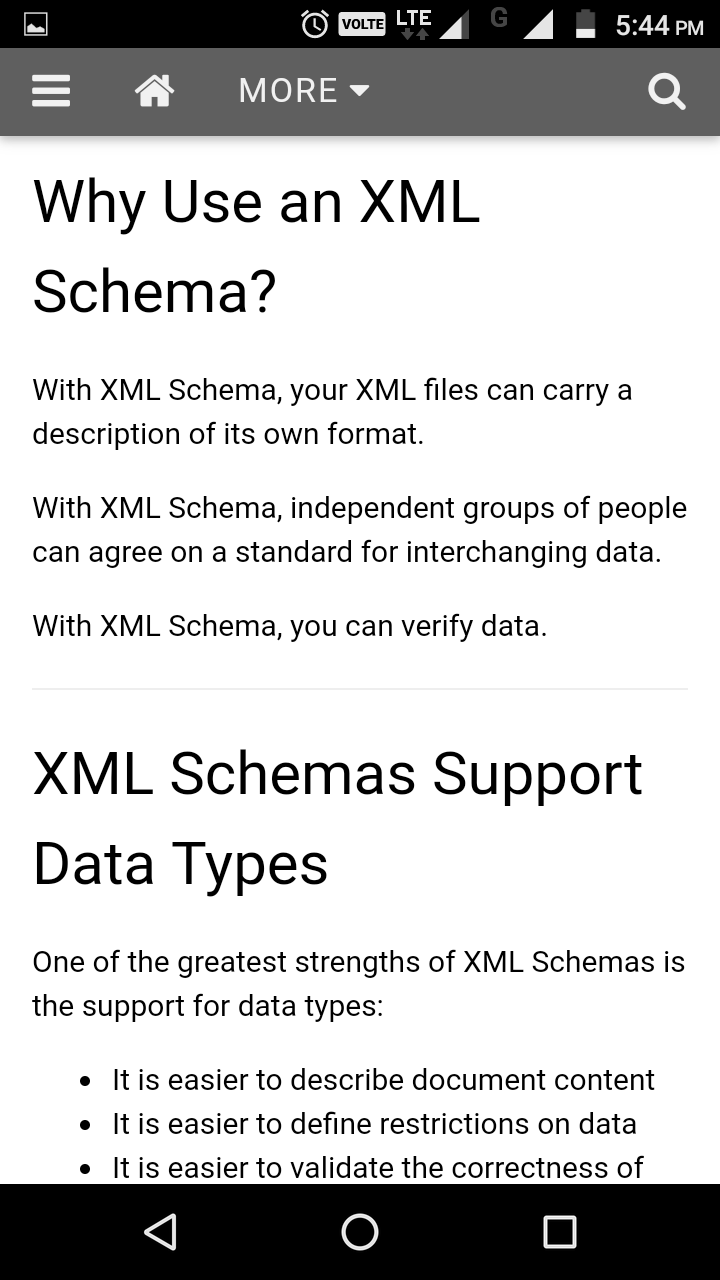 VOLTE LTE G 5:44 PM
MORE
Why Use an XML
Schema?
With XML Schema, your XML files can carry a
description of its own format.
With XML Schema, independent groups of people
can agree on a standard for interchanging data.
With XML Schema, you can verify data.
XML Schemas Support
Data Types
One of the greatest strengths of XML Schemas is
the support for data types:
• It is easier to describe document content
• It is easier to define restrictions on data
• It is easier to validate the correctness of